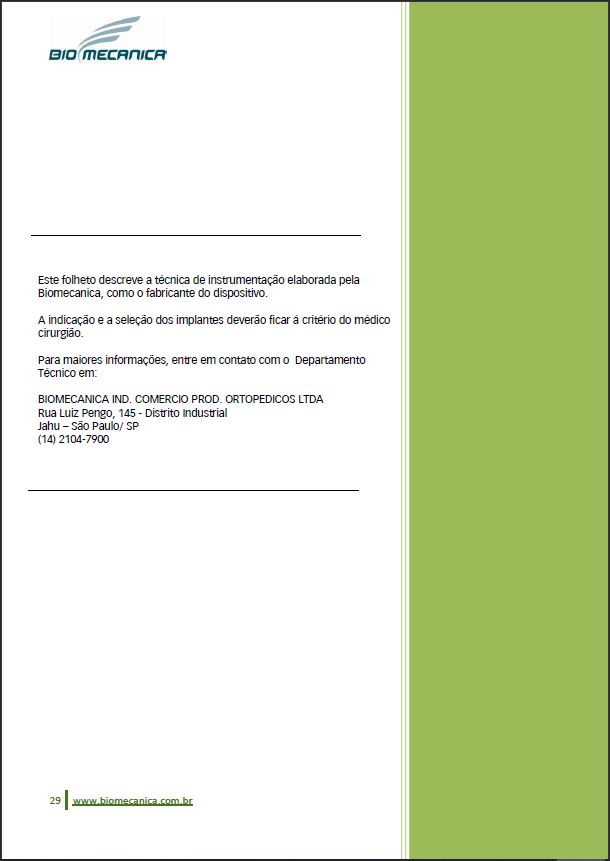 BIOMECANICA
Este folheto descreve a técnica de instrumentação elaborada pela
Biomecanica, como o fabricante do dispositivo.
A indicação e a seleção dos implantes deverão ficar á critério do médico
cirurgião.
Para maiores informações, entre em contato com o  Departamento
Técnico em:
BIOMECANICA IND. COMERCIO PROD. ORTOPEDICOS LTDA
Rua Luiz Pengo, 145 - Distrito Industrial
Jahu – São Paulo/ SP
(14) 2104-7900
29 www.biomecanica.com.br